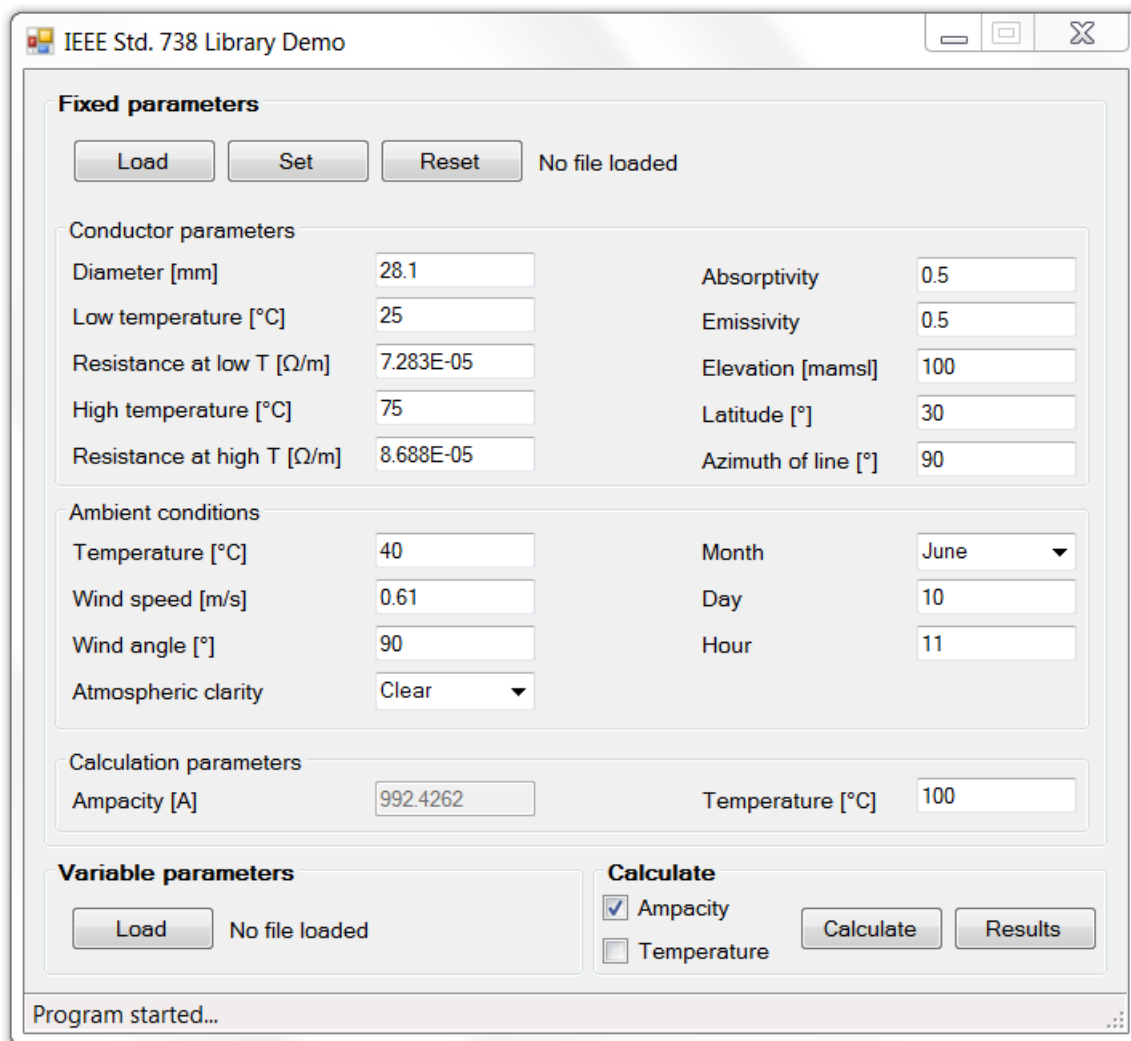 IEEE Std. 738 Library Demo
Fixed parameters
Load Set Reset No file loaded
Conductor parameters
Diameter [mm] 28.1 Absorptivity 0.5
Low temperature [°C] 25 Emissivity 0.5
Resistance at low T [Ω/m] 7.283E-05 Elevation [mamsl] 100
High temperature [°C] 75 Latitude [°] 30
Resistance at high T [Ω/m] 8.688E-05 Azimuth of line [°] 90
Ambient conditions
Temperature [°C] 40 Month June
Wind speed [m/s] 0.61 Day 10
Wind angle [°] 90 Hour 11
Atmospheric clarity Clear
Calculation parameters
Ampacity [A] 992.4262 Temperature [°C] 100
Variable parameters
Load No file loaded
Calculate
Ampacity
Temperature
Calculate Results
Program started...